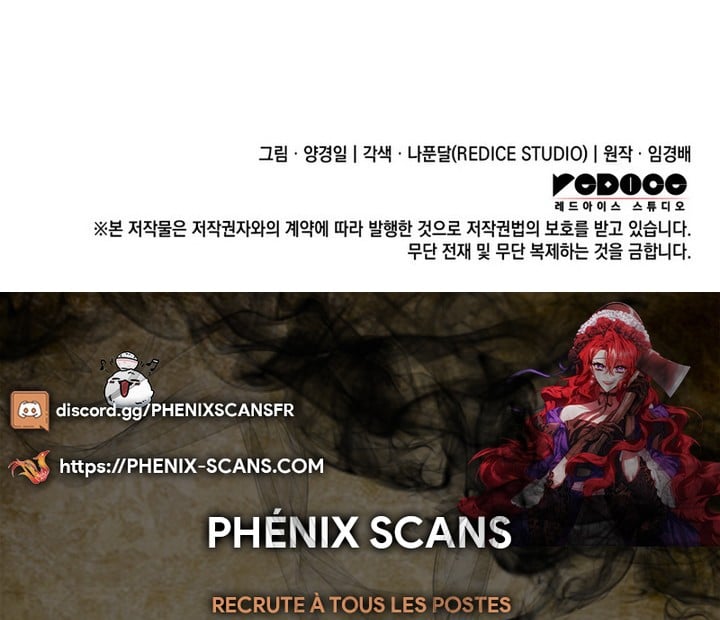 그림 · 양경일 | 각색 · 나푼달(REDICE STUDIO) | 원작 · 임경배
REDICE
레드아이스 스튜디오
※본 저작물은 저작권자와의 계약에 따라 발행한 것으로 저작권법의 보호를 받고 있습니다.
무단 전재 및 무단 복제하는 것을 금합니다.
discord.gg/PHENIXSCANSFR
https://PHENIX-SCANS.COM
PHÉNIX SCANS
RECRUTE À TOUS LES POSTES